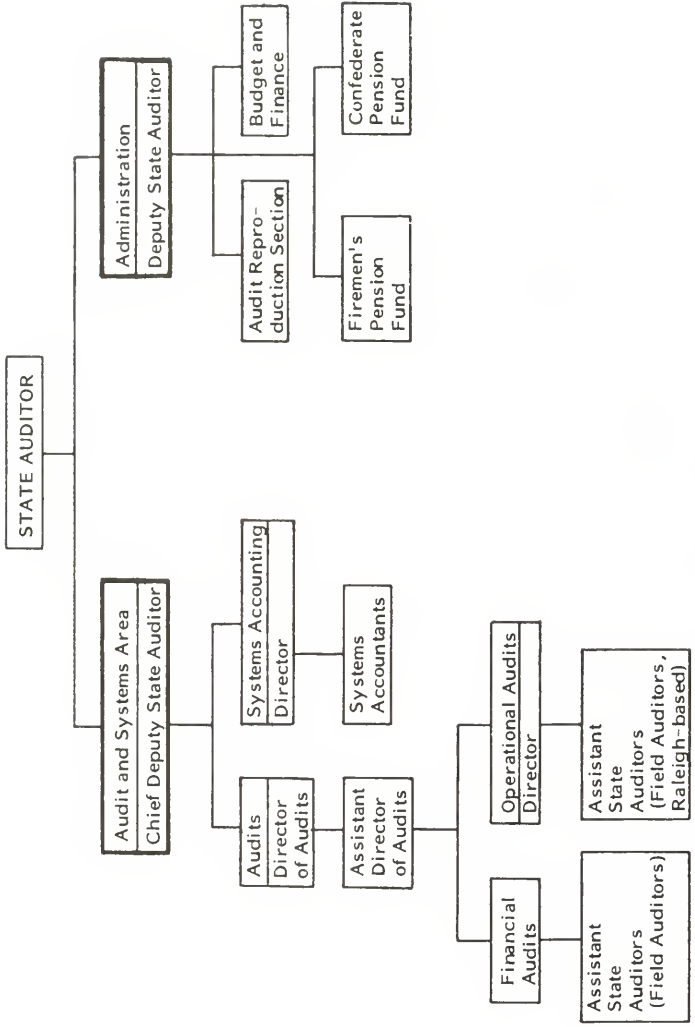 STATE AUDITOR
Audit and Systems Area
Chief Deputy State Auditor
Administration
Deputy State Auditor
Audits
Director
of Audits
Systems Accounting
Director
Audit Repro-
duction Section
Budget and
Finance
Assistant
Director
of Audits
Systems
Accountants
Firemen's
Pension
Fund
Confederate
Pension
Fund
Financial
Audits
Operational Audits
Director
Assistant
State
Auditors
(Field Auditors)
Assistant
State
Auditors
(Field Auditors,
Raleigh-based)